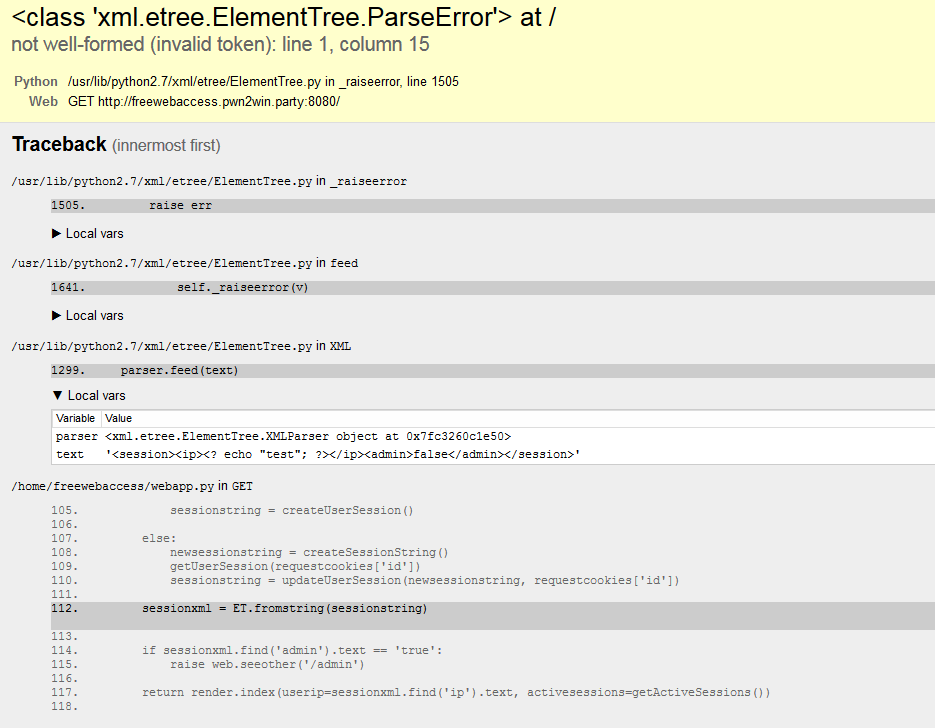 <class 'xml.etree.ElementTree.ParseError'> at /
not well-formed (invalid token): line 1, column 15
Python /usr/lib/python2.7/xml/etree/ElementTree.py in _raiseerror, line 1505
Web GET http://freewebaccess.pwn2win.party:8080/
Traceback (innermost first)
/usr/lib/python2.7/xml/etree/ElementTree.py in _raiseerror
1505. raise err
▶ Local vars
/usr/lib/python2.7/xml/etree/ElementTree.py in feed
1641. self._raiseerror(v)
▶ Local vars
/usr/lib/python2.7/xml/etree/ElementTree.py in XML
1299. parser.feed(text)
▼ Local vars
Variable Value
parser <xml.etree.ElementTree.XMLParser object at 0x7fc3260c1e50>
text '<session><ip><? echo "test"; ?></ip><admin>false</admin></session>'
/home/freewebaccess/webapp.py in GET
105. sessionstring = createUserSession()
106.
107. else:
108. newsessionstring = createSessionString()
109. getUserSession(requestcookies['id'])
110. sessionstring = updateUserSession(newsessionstring, requestcookies['id'])
111.
112. sessionxml = ET.fromstring(sessionstring)
113.
114. if sessionxml.find('admin').text == 'true':
115. raise web.seeother('/admin')
116.
117. return render.index(userip=sessionxml.find('ip').text, activesessions=getActiveSessions())
118.